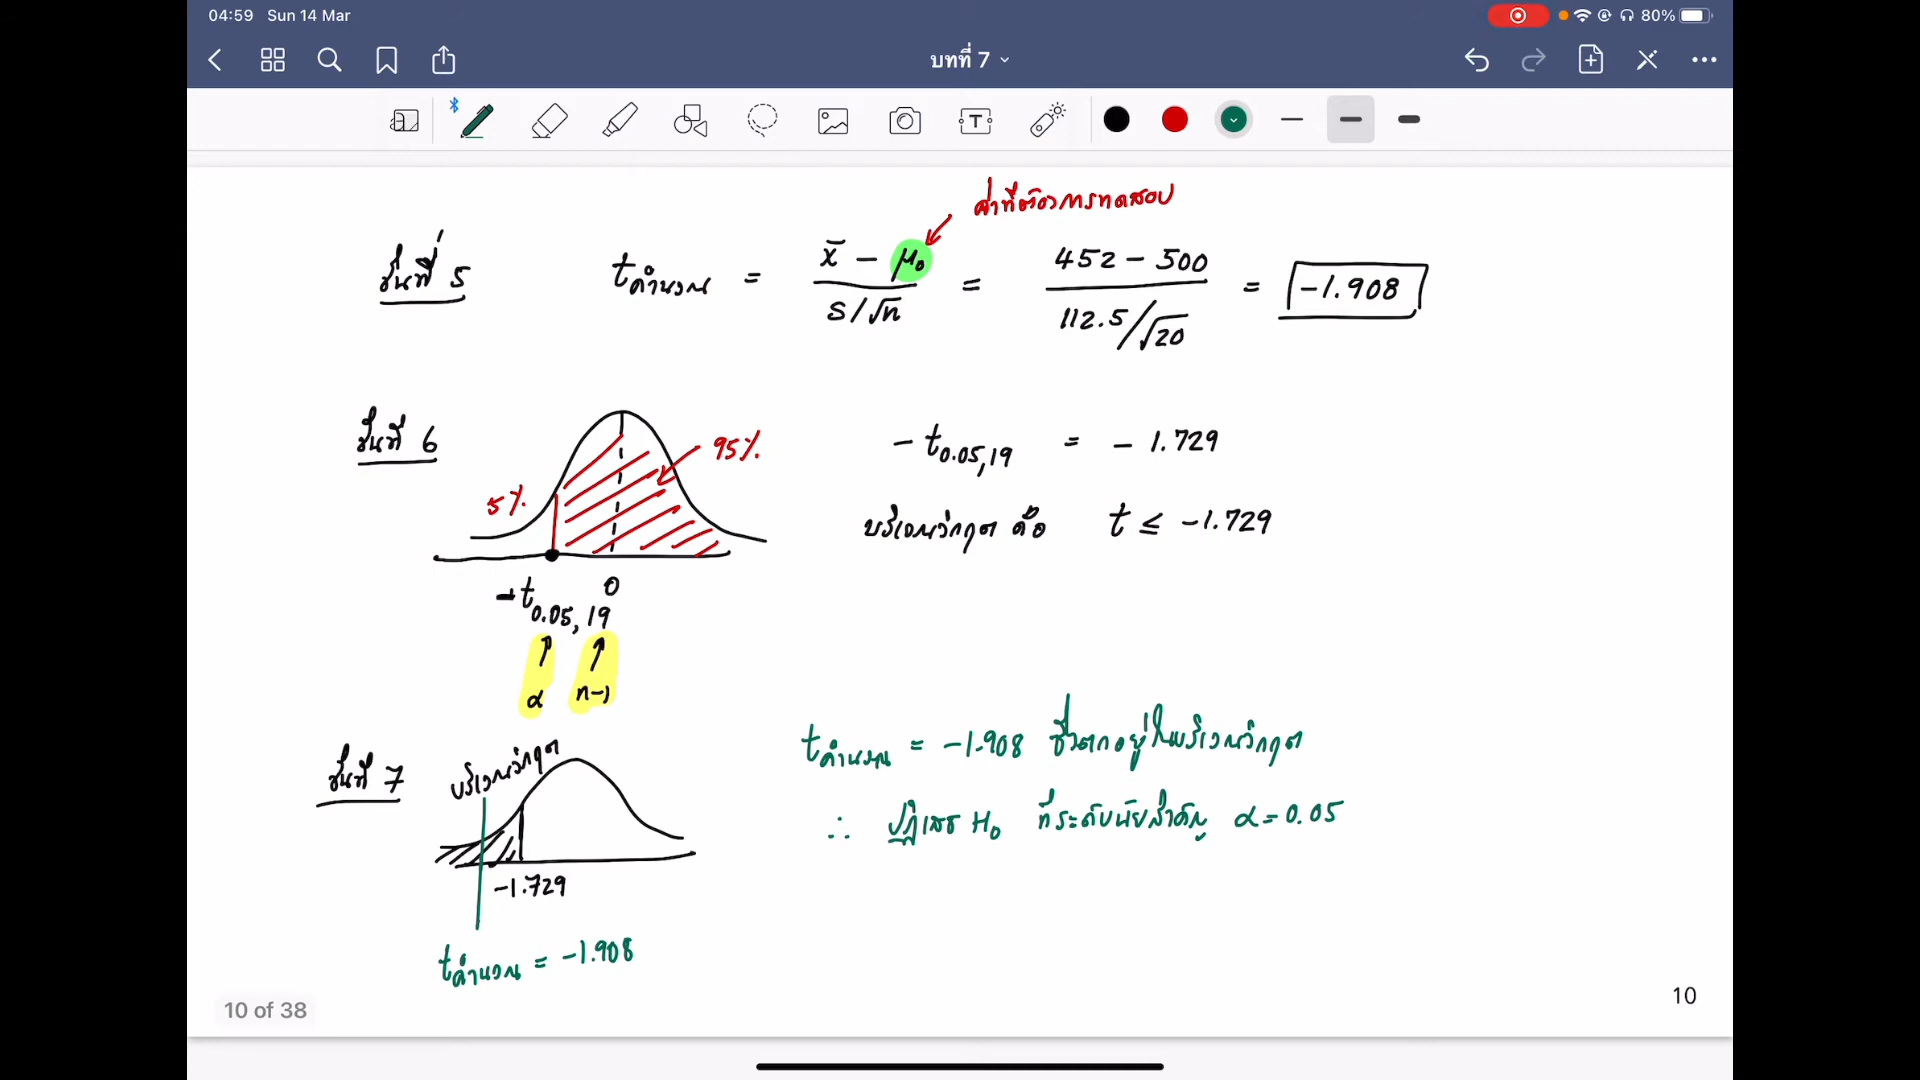 04:59 Sun 14 Mar
80%
บทที่ 7
ค่าที่ต้องการทดสอบ
ขั้นที่ 5 tคำนวณ = x̄ − μ₀ / S/√n = 452 − 500 / 112.5/√20 = −1.908
ขั้นที่ 6
95%
5%
−t0.05,19 = −1.729
บริเวณวิกฤต คือ t ≤ −1.729
0
−t0.05, 19
α n−1
ขั้นที่ 7
บริเวณวิกฤต
−1.729
tคำนวณ = −1.908
tคำนวณ = −1.908 ซึ่งตกอยู่ในบริเวณวิกฤต
∴ ปฏิเสธ H₀ ที่ระดับนัยสำคัญ α = 0.05
10 of 38
10